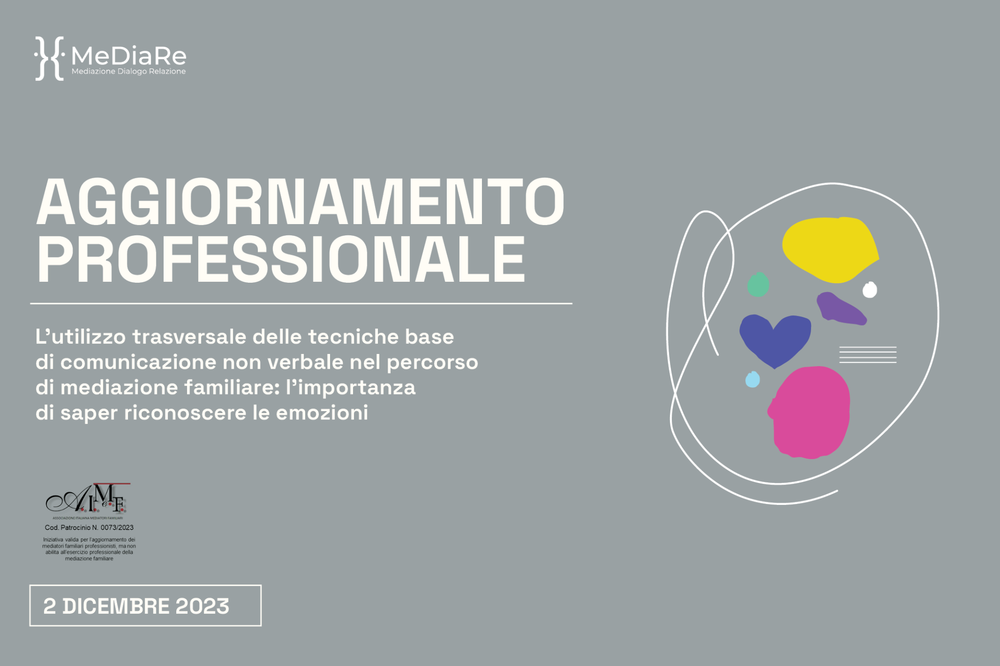 MeDiaRe
Mediazione Dialogo Relazione
AGGIORNAMENTO
PROFESSIONALE
L'utilizzo trasversale delle tecniche base
di comunicazione non verbale nel percorso
di mediazione familiare: l'importanza
di saper riconoscere le emozioni
A.I.MeF.
ASSOCIAZIONE ITALIANA MEDIATORI FAMILIARI
Cod. Patrocinio N. 0073/2023
Iniziativa valida per l'aggiornamento dei
mediatori familiari professionisti, ma non
abilita all'esercizio professionale della
mediazione familiare
2 DICEMBRE 2023